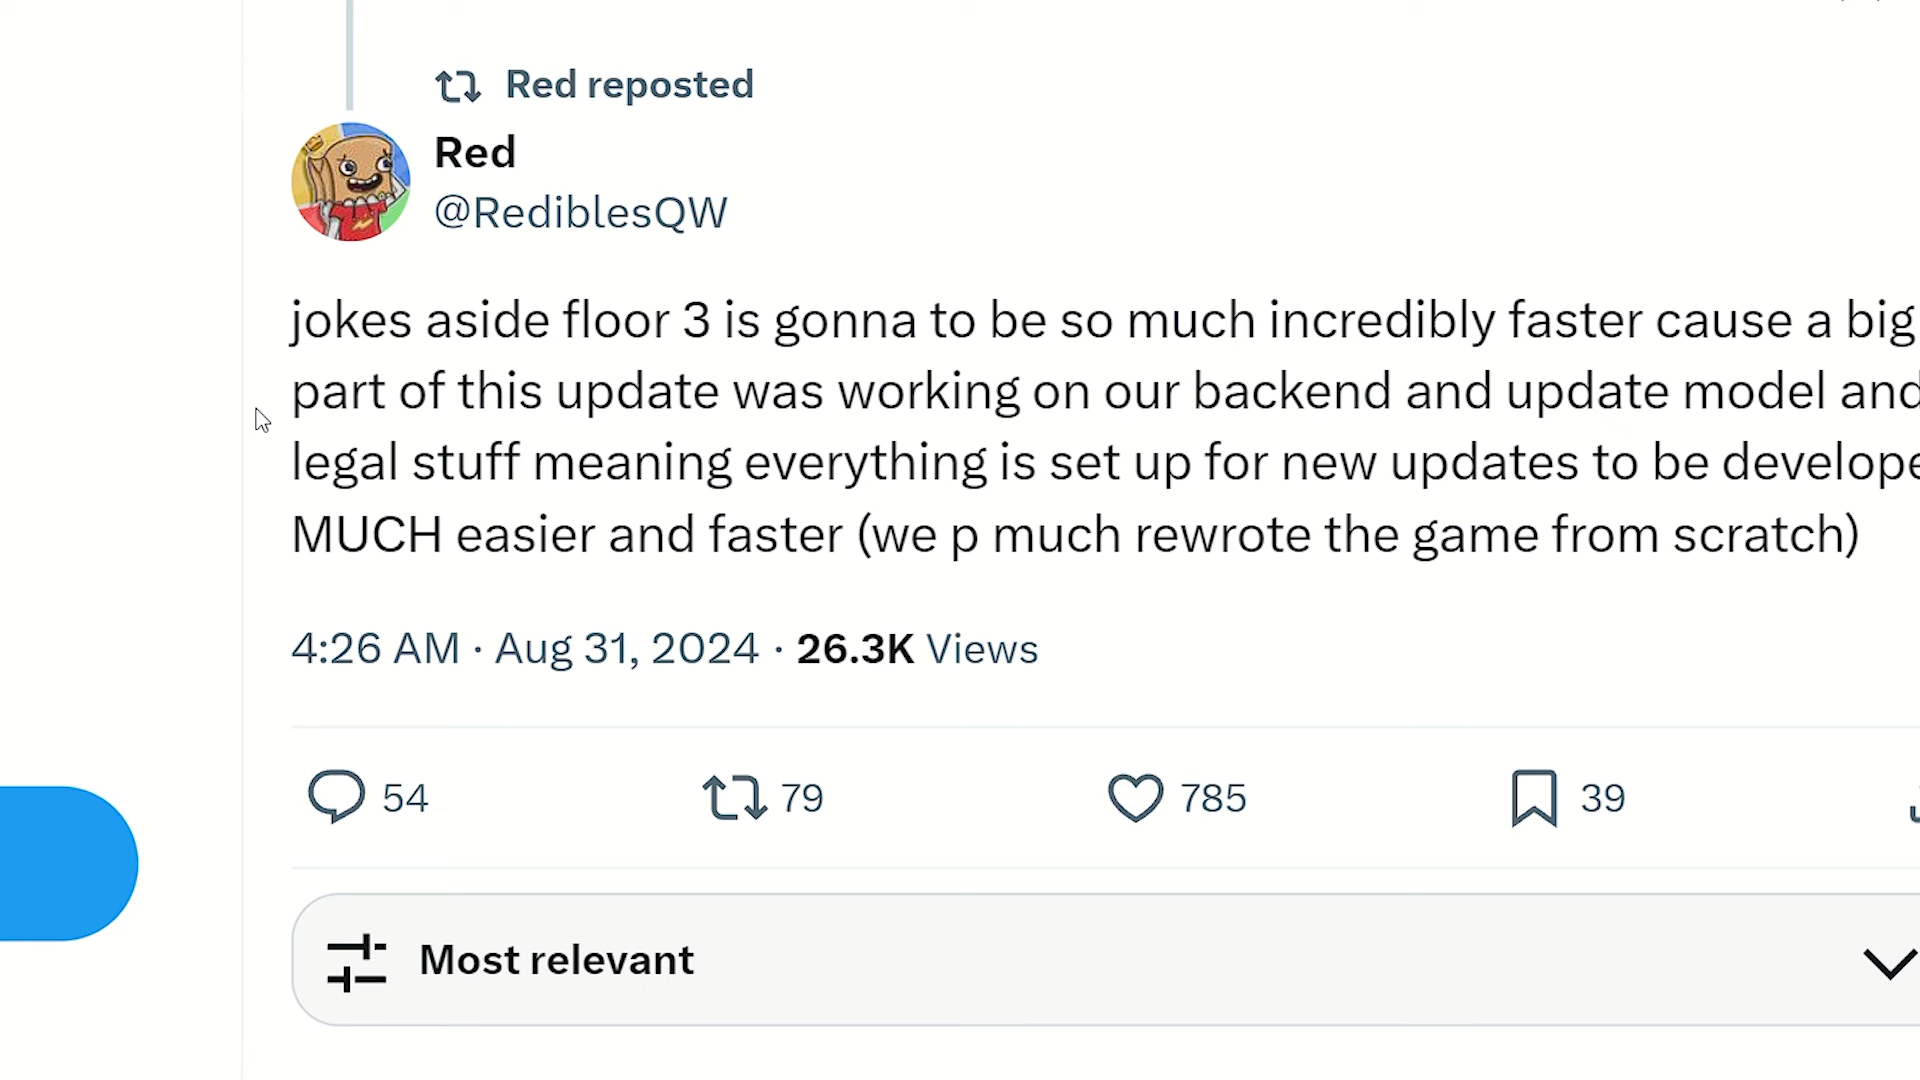 Red reposted
Red
@RediblesQW
jokes aside floor 3 is gonna to be so much incredibly faster cause a big
part of this update was working on our backend and update model and
legal stuff meaning everything is set up for new updates to be develope
MUCH easier and faster (we p much rewrote the game from scratch)
4:26 AM · Aug 31, 2024 · 26.3K Views
54 79 785 39
Most relevant